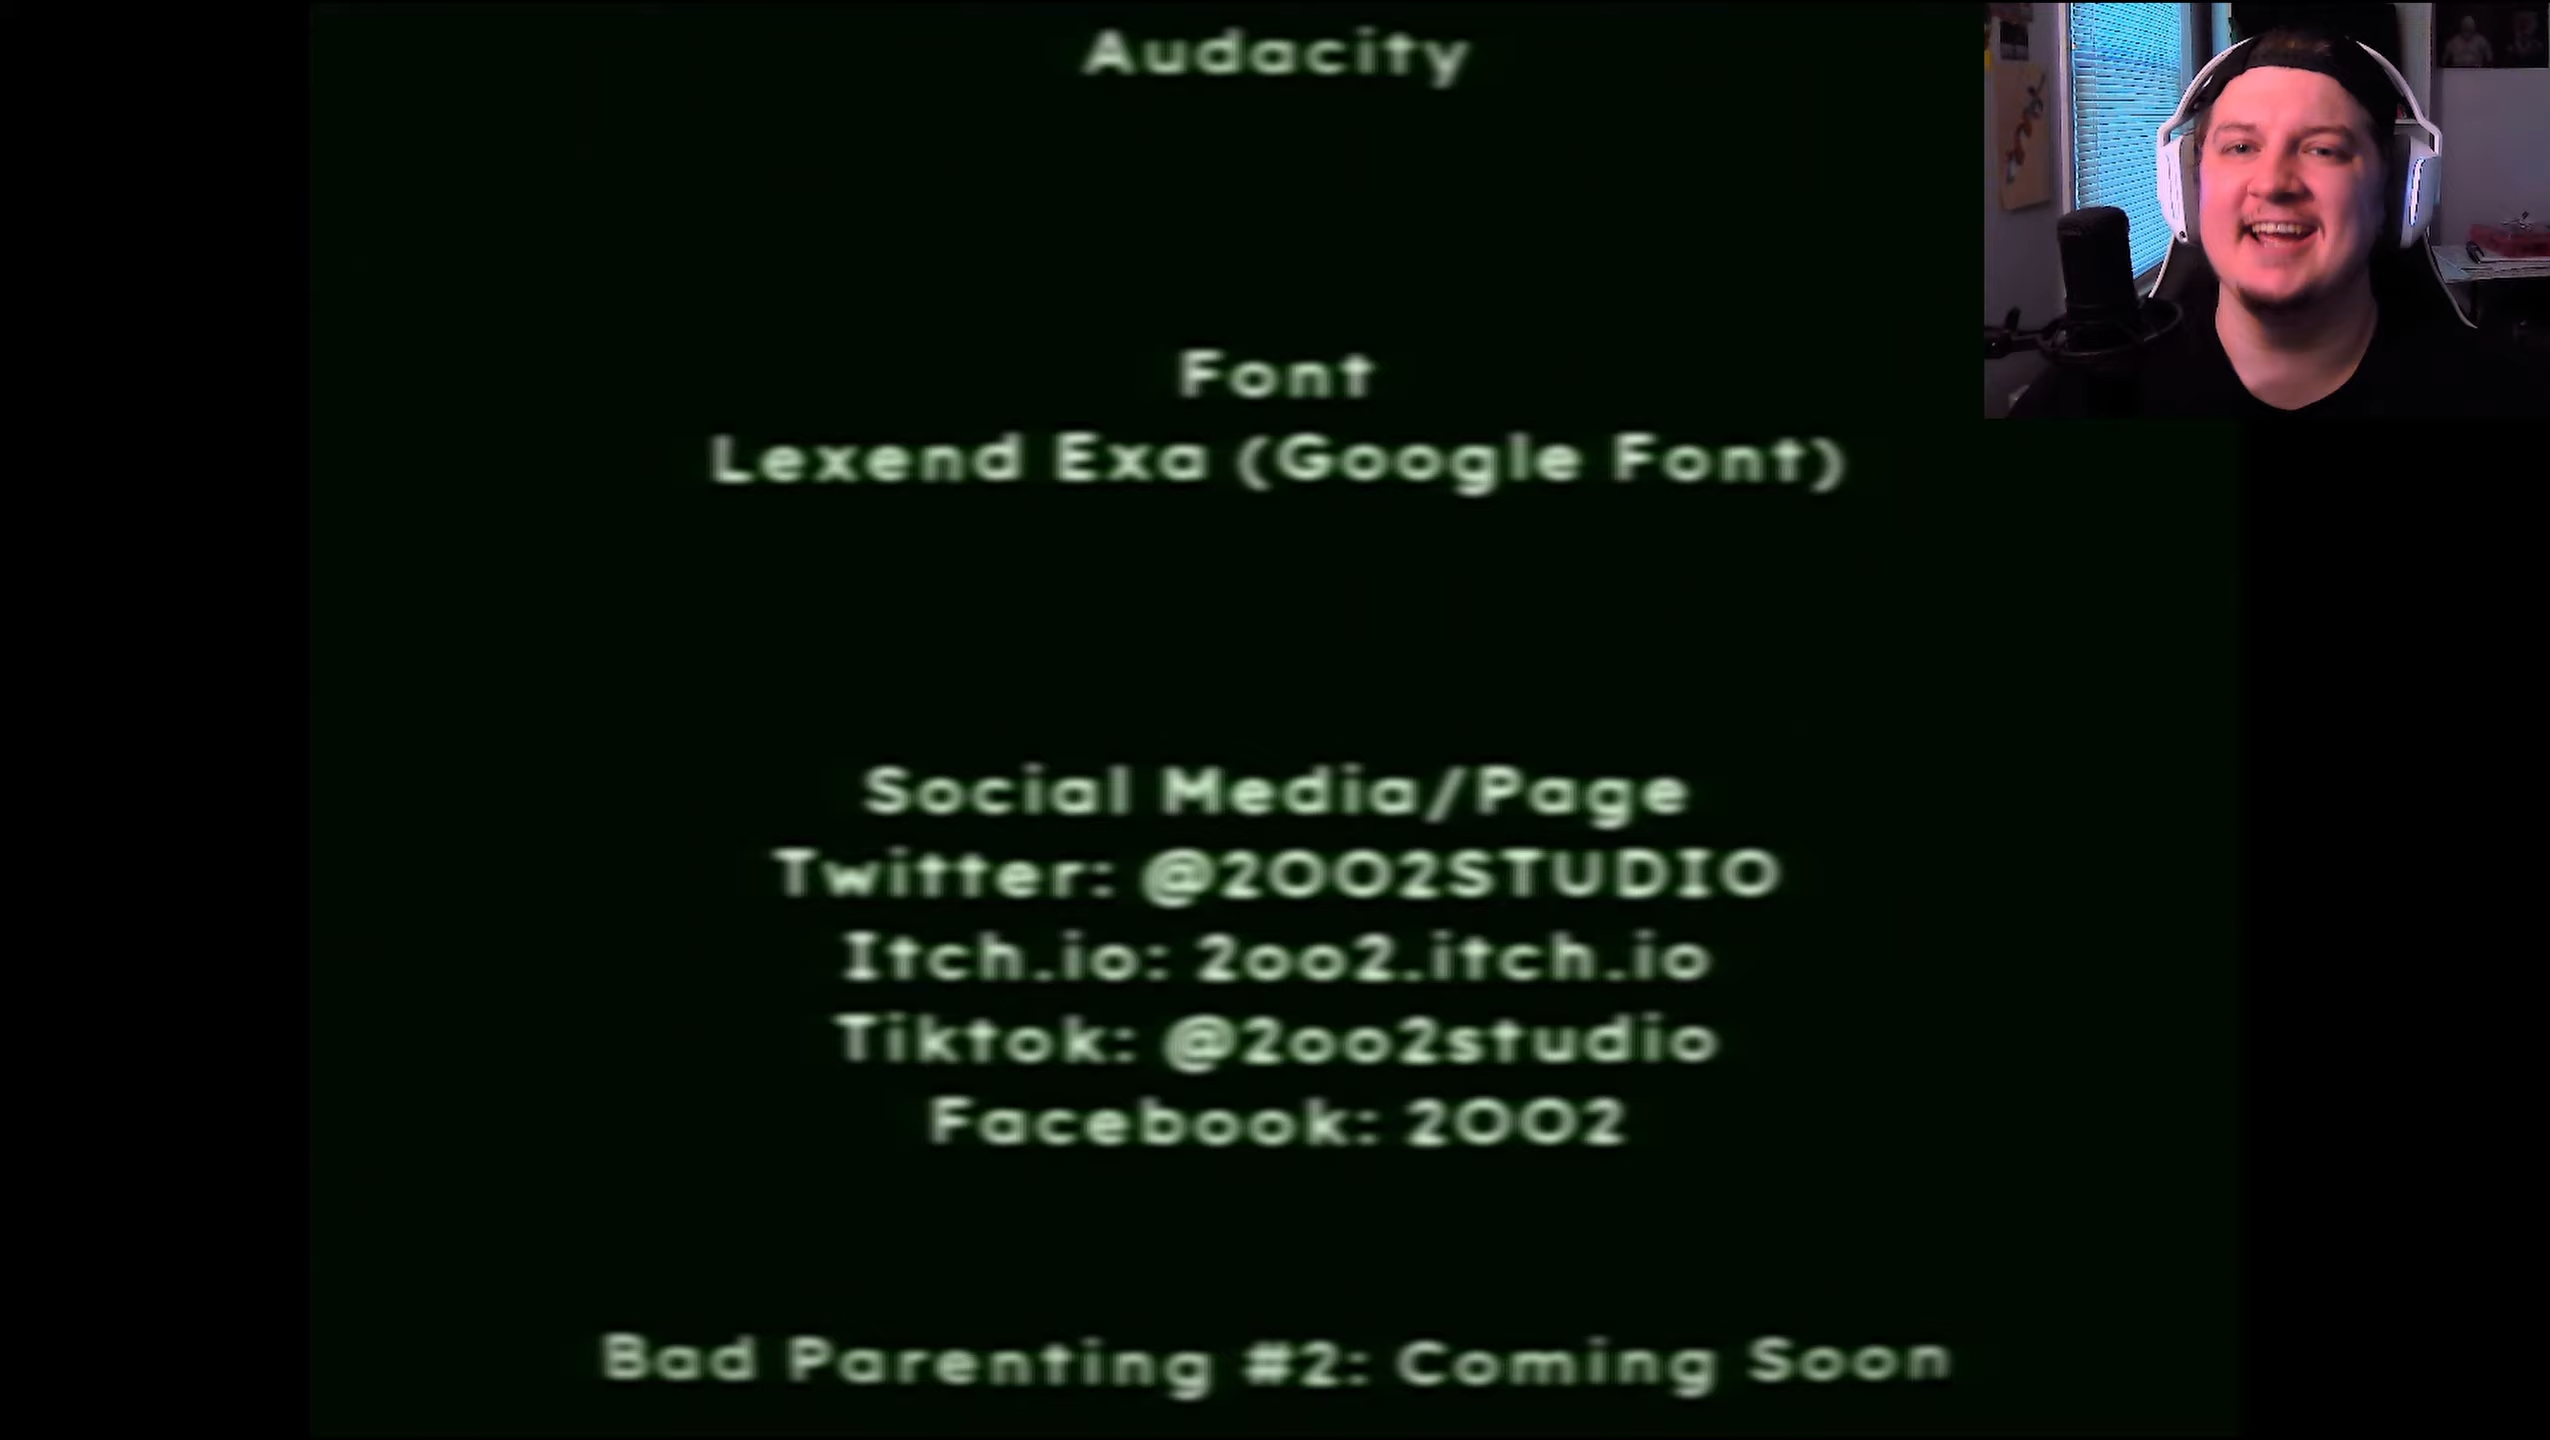 Audacity
Font
Lexend Exa (Google Font)
Social Media/Page
Twitter: @2OO2STUDIO
Itch.io: 2oo2.itch.io
Tiktok: @2oo2studio
Facebook: 2OO2
Bad Parenting #2: Coming Soon